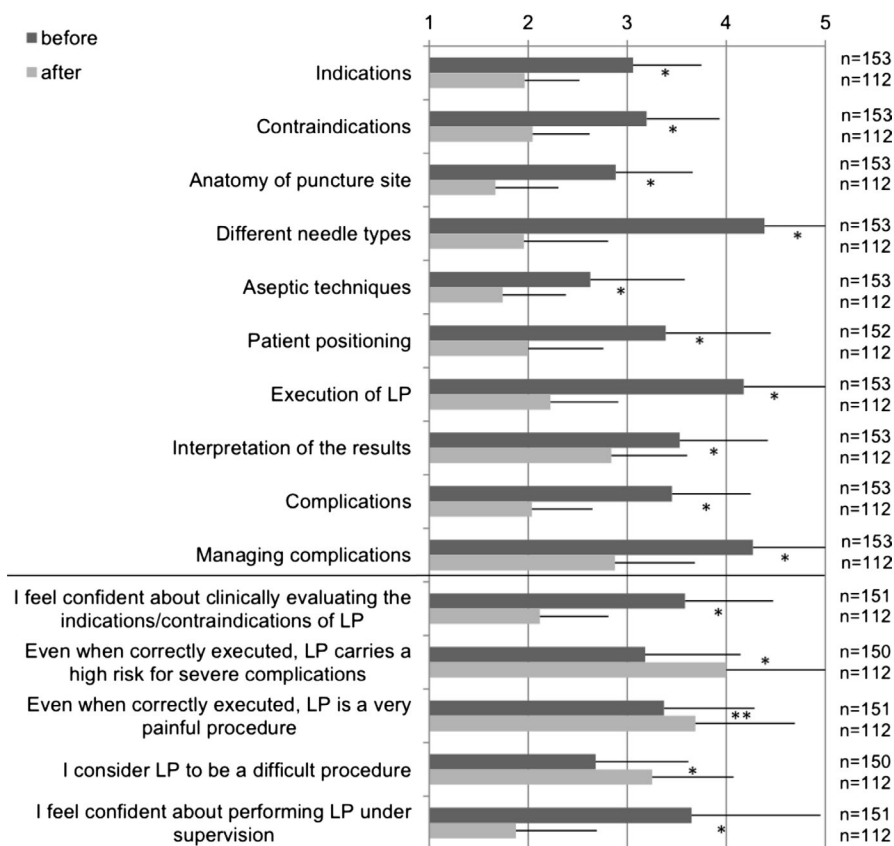 1 2 3 4 5
before
after
Indications
*
n=153
n=112
Contraindications
*
n=153
n=112
Anatomy of puncture site
*
n=153
n=112
Different needle types
*
n=153
n=112
Aseptic techniques
*
n=153
n=112
Patient positioning
*
n=152
n=112
Execution of LP
*
n=153
n=112
Interpretation of the results
*
n=153
n=112
Complications
*
n=153
n=112
Managing complications
*
n=153
n=112
I feel confident about clinically evaluating the
indications/contraindications of LP
*
n=151
n=112
Even when correctly executed, LP carries a
high risk for severe complications
*
n=150
n=112
Even when correctly executed, LP is a very
painful procedure
**
n=151
n=112
I consider LP to be a difficult procedure
*
n=150
n=112
I feel confident about performing LP under
supervision
*
n=151
n=112